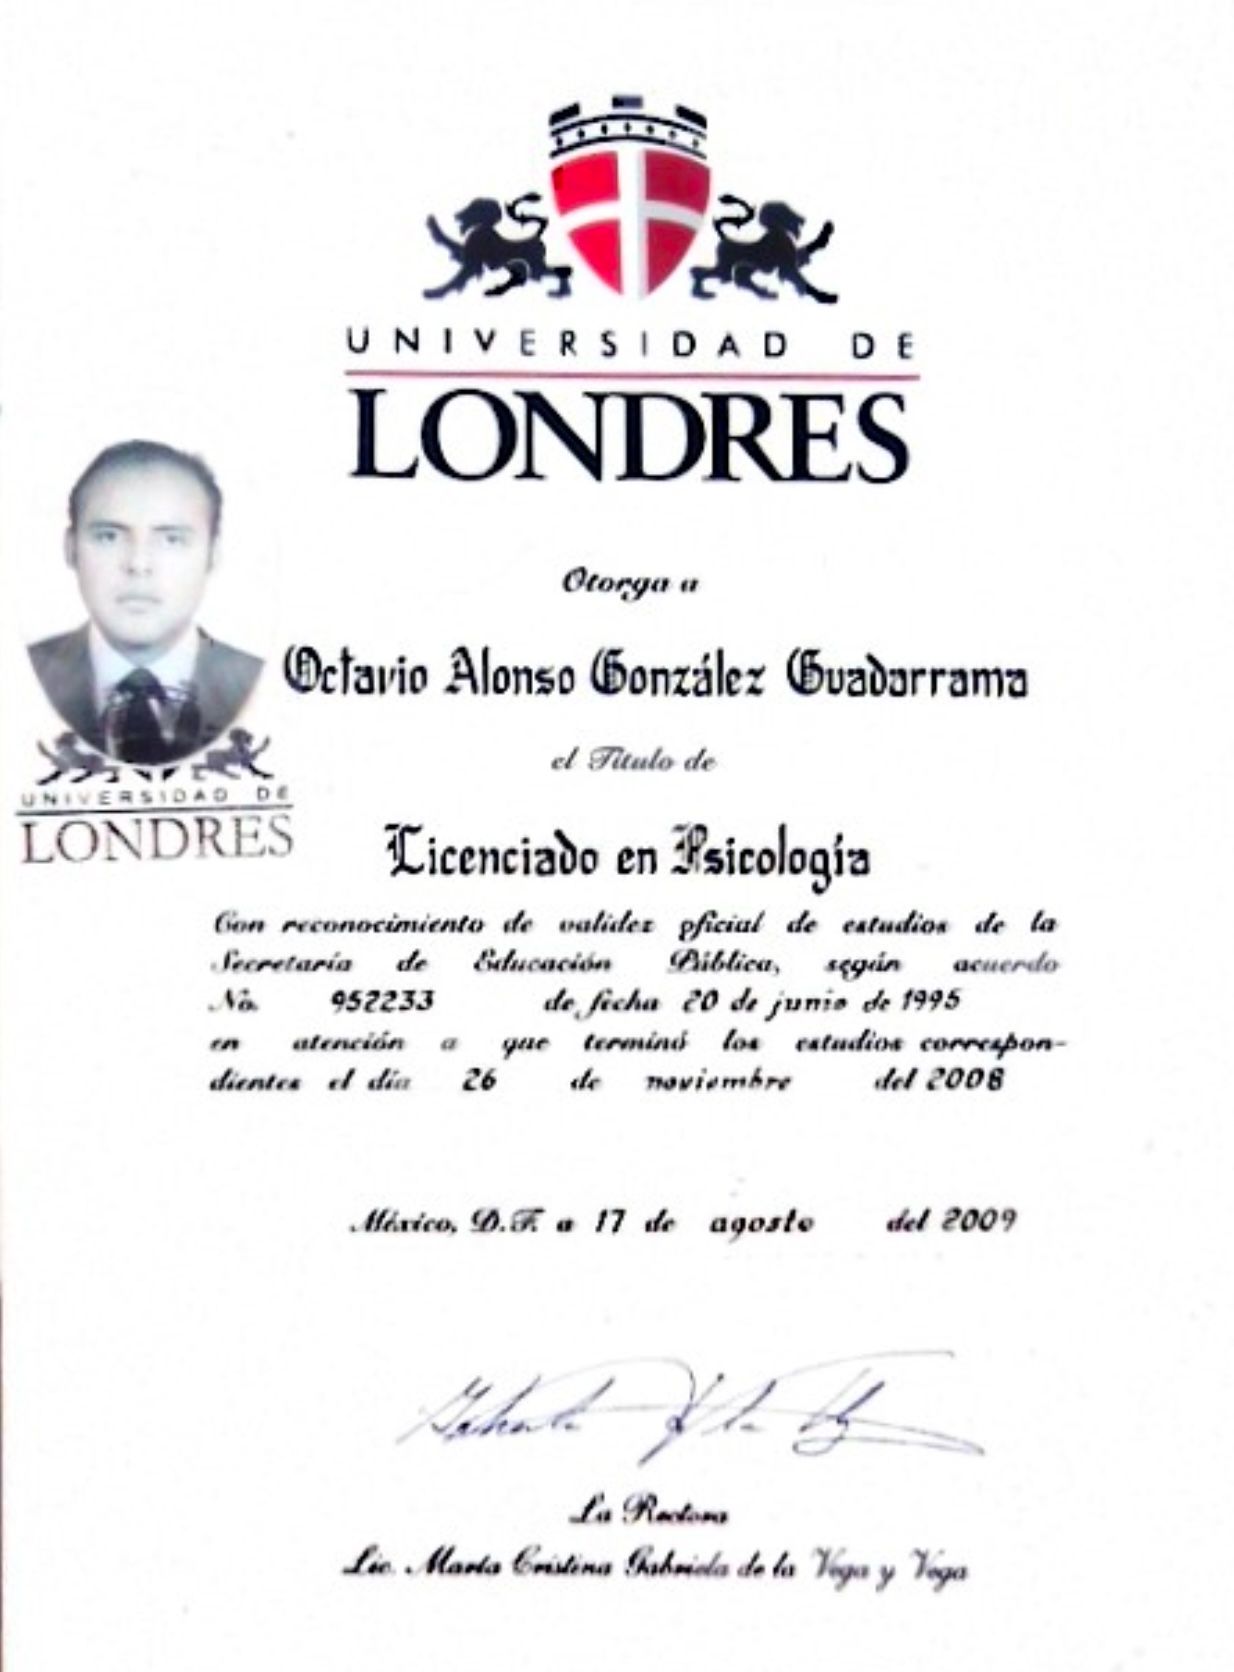 UNIVERSIDAD DE
LONDRES
Otorga a
Octavio Alonso González Guadarrama
el Título de
UNIVERSIDAD DE
LONDRES
Licenciado en Psicología
Con reconocimiento de validez oficial de estudios de la
Secretaría de Educación Pública, según acuerdo
No. 952233 de fecha 20 de junio de 1995
en atención a que terminó los estudios correspon-
dientes el día 26 de noviembre del 2008
México, D.F. a 17 de agosto del 2009
La Rectora
Lic. María Cristina Gabriela de la Vega y Vega